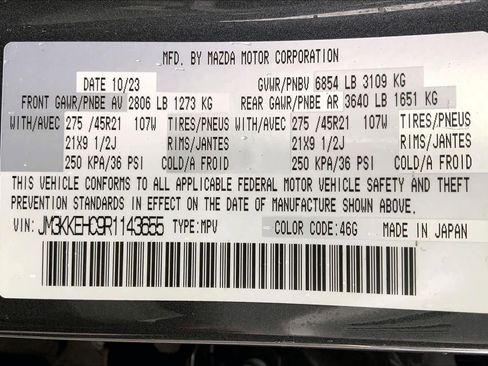 MFD. BY MAZDA MOTOR CORPORATION
DATE 10/23 GVWR/PNBV 6854 LB 3109 KG
FRONT GAWR/PNBE AV 2806 LB 1273 KG REAR GAWR/PNBE AR 3640 LB 1651 KG
WITH/AVEC 275 /45R21 107W TIRES/PNEU WITH/AVEC 275 /45R21 107W TIRES/PNEU
21X9 1/2J RIMS/JANTES 21X9 1/2J RIMS/JANTES
250 KPA/36 PSI COLD/A FROID 250 KPA/36 PSI COLD/A FROID
THIS VEHICLE CONFORMS TO ALL APPLICABLE FEDERAL MOTOR VEHICLE SAFETY AND THEFT
PREVENTION STANDARDS IN EFFECT ON THE DATE OF MANUFACTURE SHOWN ABOVE.
VIN: JM3KKEHC9R1143655 TYPE: MPV COLOR CODE: 46G MADE IN JAPAN